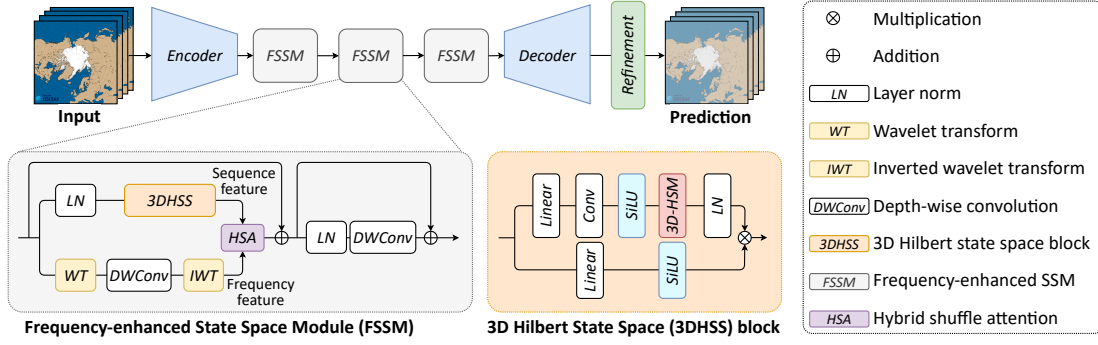 Input
Encoder
FSSM
FSSM
FSSM
Decoder
Refinement
Prediction
LN
3DHSS
Sequence
feature
HSA
LN
DWConv
WT
DWConv
IWT
Frequency
feature
Frequency-enhanced State Space Module (FSSM)
Linear
Conv
SiLU
3D-HSM
LN
Linear
SiLU
3D Hilbert State Space (3DHSS) block
Multiplication
Addition
LN Layer norm
WT Wavelet transform
IWT Inverted wavelet transform
DWConv Depth-wise convolution
3DHSS 3D Hilbert state space block
FSSM Frequency-enhanced SSM
HSA Hybrid shuffle attention